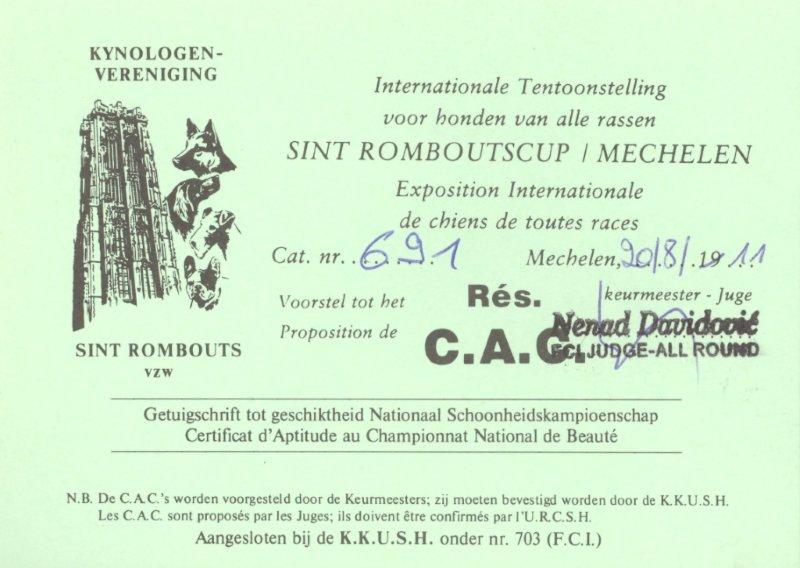 KYNOLOGEN-
VERENIGING
SINT ROMBOUTS
VZW
Internationale Tentoonstelling
voor honden van alle rassen
SINT ROMBOUTSCUP / MECHELEN
Exposition Internationale
de chiens de toutes races
Cat. nr. 691 Mechelen, 20/8/1911
Voorstel tot het
Proposition de
Rés.
C.A.C.
keurmeester - Juge
Nenad Davidović
FCI JUDGE-ALL ROUND
Getuigschrift tot geschiktheid Nationaal Schoonheidskampioenschap
Certificat d'Aptitude au Championnat National de Beauté
N.B. De C.A.C.'s worden voorgesteld door de Keurmeesters; zij moeten bevestigd worden door de K.K.U.S.H.
Les C.A.C. sont proposés par les Juges; ils doivent être confirmés par l'U.R.C.S.H.
Aangesloten bij de K.K.U.S.H. onder nr. 703 (F.C.I.)